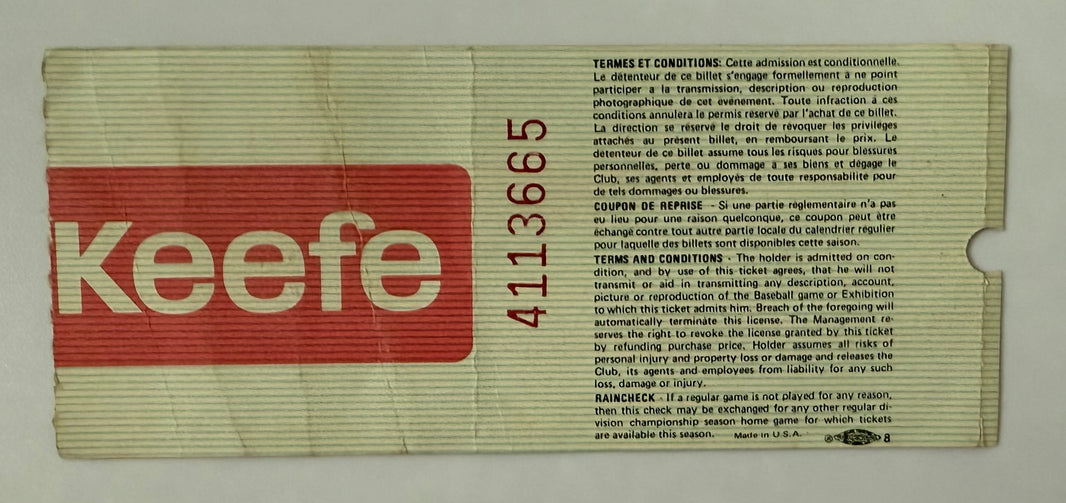 Keefe
4113665
TERMES ET CONDITIONS: Cette admission est conditionnelle.
Le détenteur de ce billet s'engage formellement à ne point
participer a la transmission, description ou reproduction
photographique de cet événement. Toute infraction à ces
conditions annulera le permis réservé par l'achat de ce billet.
La direction se réserve le droit de révoquer les privilèges
attachés au présent billet, en remboursant le prix. Le
détenteur de ce billet assume tous les risques pour blessures
personnelles, perte ou dommage à ses biens et dégage le
Club, ses agents et employés de toute responsabilité pour
de tels dommages ou blessures.
COUPON DE REPRISE - Si une partie réglementaire n'a pas
eu lieu pour une raison quelconque, ce coupon peut être
échangé contre tout autre partie locale du calendrier régulier
pour laquelle des billets sont disponibles cette saison.
TERMS AND CONDITIONS - The holder is admitted on con-
dition, and by use of this ticket agrees, that he will not
transmit or aid in transmitting any description, account,
picture or reproduction of the Baseball game or Exhibition
to which this ticket admits him. Breach of the foregoing will
automatically terminate this license. The Management re-
serves the right to revoke the license granted by this ticket
by refunding purchase price. Holder assumes all risks of
personal injury and property loss or damage and releases the
Club, its agents and employees from liability for any such
loss, damage or injury.
RAINCHECK - If a regular game is not played for any reason,
then this check may be exchanged for any other regular di-
vision championship season home game for which tickets
are available this season. Made in U.S.A. 8